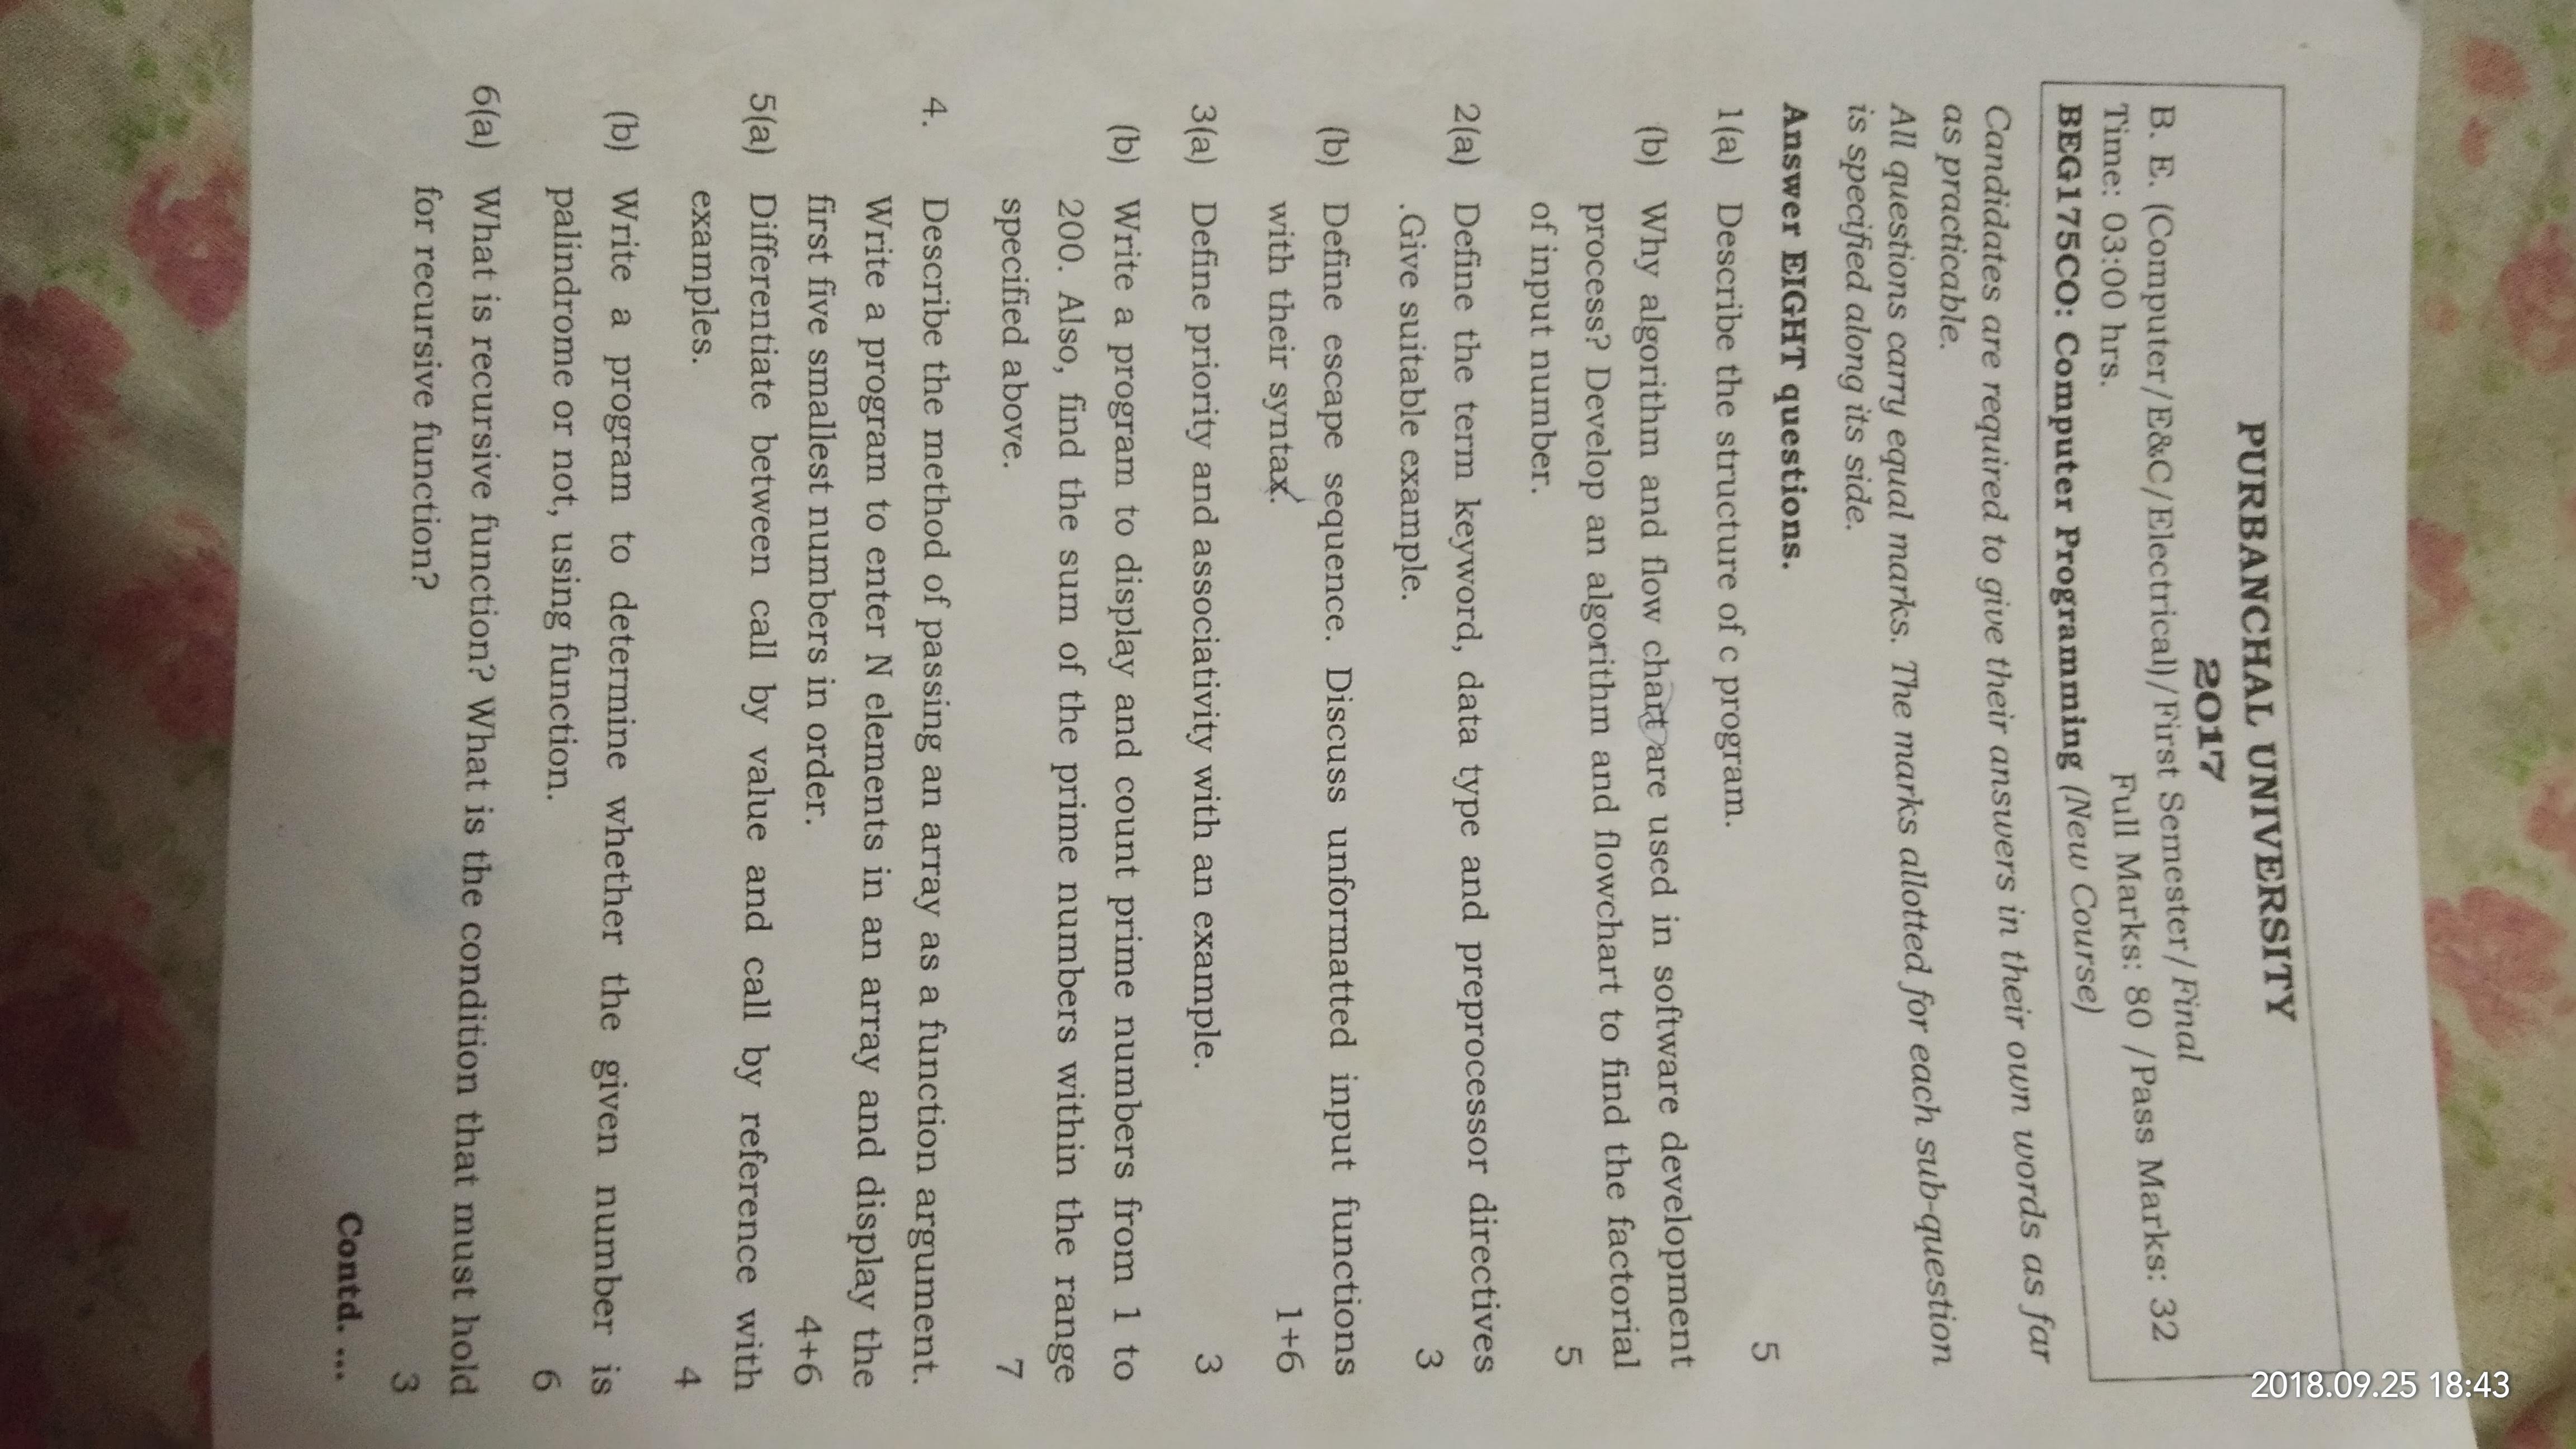 2018.09.25 18:43
PURBANCHAL UNIVERSITY
2017
B. E. (Computer/E&C/Electrical)/First Semester/Final
Time: 03:00 hrs. Full Marks: 80 /Pass Marks: 32
BEG175CO: Computer Programming (New Course)
Candidates are required to give their answers in their own words as far
as practicable.
All questions carry equal marks. The marks allotted for each sub-question
is specified along its side.
Answer EIGHT questions.
1(a) Describe the structure of c program. 5
(b) Why algorithm and flow chart are used in software development
process? Develop an algorithm and flowchart to find the factorial
of input number. 5
2(a) Define the term keyword, data type and preprocessor directives
.Give suitable example. 3
(b) Define escape sequence. Discuss unformatted input functions
with their syntax. 1+6
3(a) Define priority and associativity with an example. 3
(b) Write a program to display and count prime numbers from 1 to
200. Also, find the sum of the prime numbers within the range
specified above. 7
4. Describe the method of passing an array as a function argument.
Write a program to enter N elements in an array and display the
first five smallest numbers in order. 4+6
5(a) Differentiate between call by value and call by reference with
examples. 4
(b) Write a program to determine whether the given number is
palindrome or not, using function. 6
6(a) What is recursive function? What is the condition that must hold
for recursive function? 3
Contd. ...